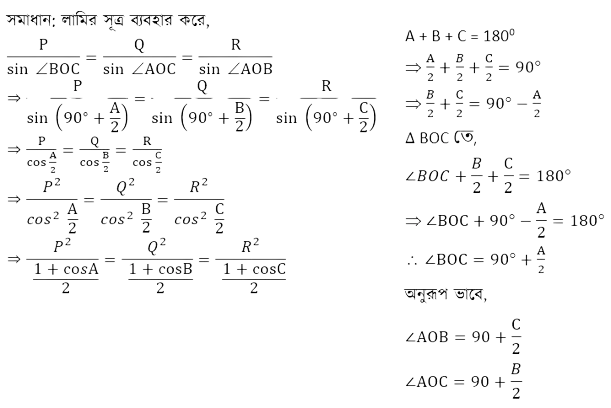 সমাধান: লামির সূত্র ব্যবহার করে,
P/sin ∠BOC = Q/sin ∠AOC = R/sin ∠AOB
⇒ P/sin (90° + A/2) = Q/sin (90° + B/2) = R/sin (90° + C/2)
⇒ P/cos A/2 = Q/cos B/2 = R/cos C/2
⇒ P²/cos² A/2 = Q²/cos² B/2 = R²/cos² C/2
⇒ P²/((1 + cosA)/2) = Q²/((1 + cosB)/2) = R²/((1 + cosC)/2)
A + B + C = 180⁰
⇒ A/2 + B/2 + C/2 = 90°
⇒ B/2 + C/2 = 90° − A/2
Δ BOC তে,
∠BOC + B/2 + C/2 = 180°
⇒ ∠BOC + 90° − A/2 = 180°
∴ ∠BOC = 90° + A/2
অনুরূপ ভাবে,
∠AOB = 90 + C/2
∠AOC = 90 + B/2